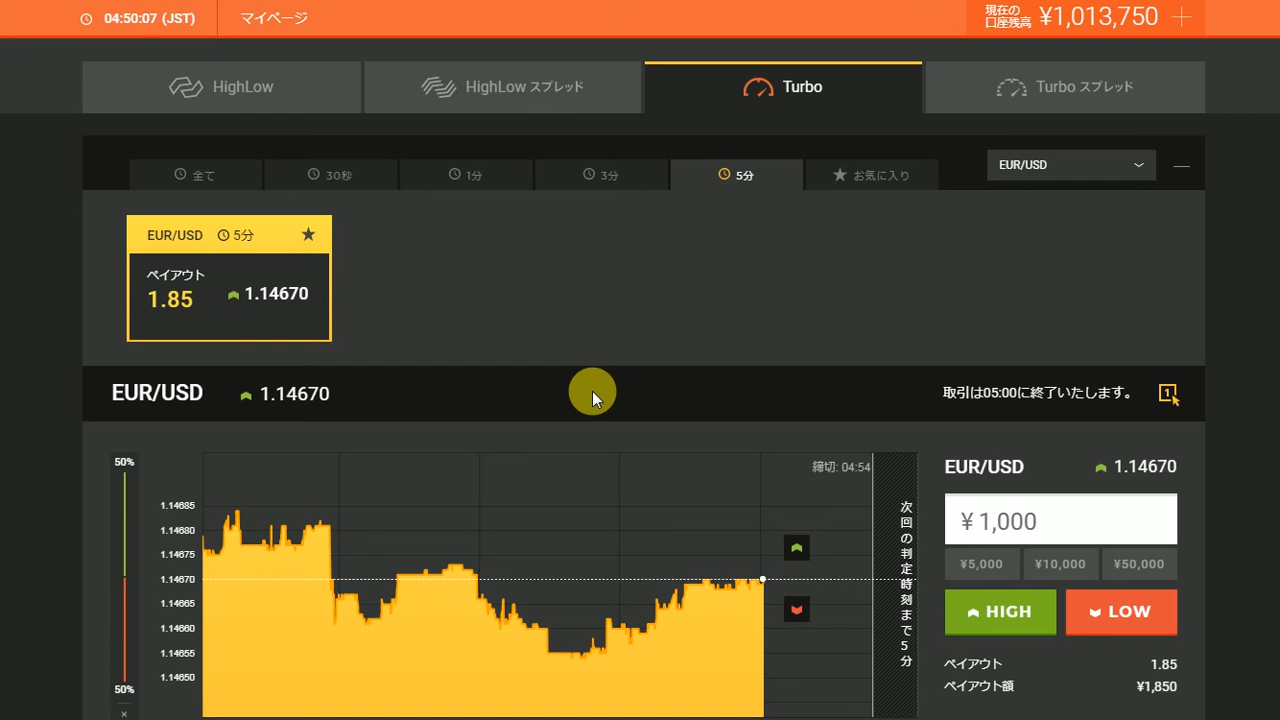 04:50:07 (JST)
マイページ
現在の
口座残高
¥1,013,750
HighLow
HighLow スプレッド
Turbo
Turbo スプレッド
全て
30秒
1分
3分
5分
お気に入り
EUR/USD
EUR/USD 5分
ペイアウト
1.85
1.14670
EUR/USD
1.14670
取引は05:00に終了いたします。
1
50%
50%
×
1.14685
1.14680
1.14675
1.14670
1.14665
1.14660
1.14655
1.14650
締切: 04:54
次回の判定時刻まで5分
EUR/USD
1.14670
¥ 1,000
¥5,000
¥10,000
¥50,000
HIGH
LOW
ペイアウト
1.85
ペイアウト額
¥1,850